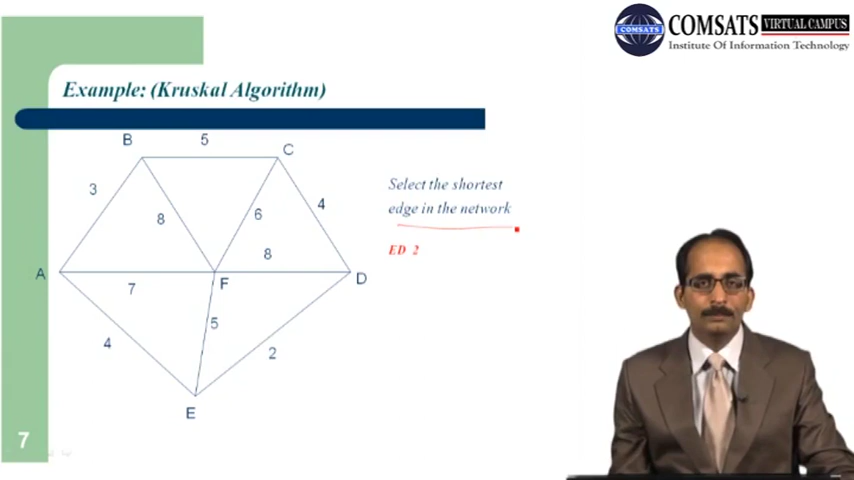 COMSATS VIRTUAL CAMPUS
COMSATS
Institute Of Information Technology
Example: (Kruskal Algorithm)
B
5
C
3
8
6
4
Select the shortest
edge in the network
ED 2
8
A
F
D
7
5
4
2
E
7